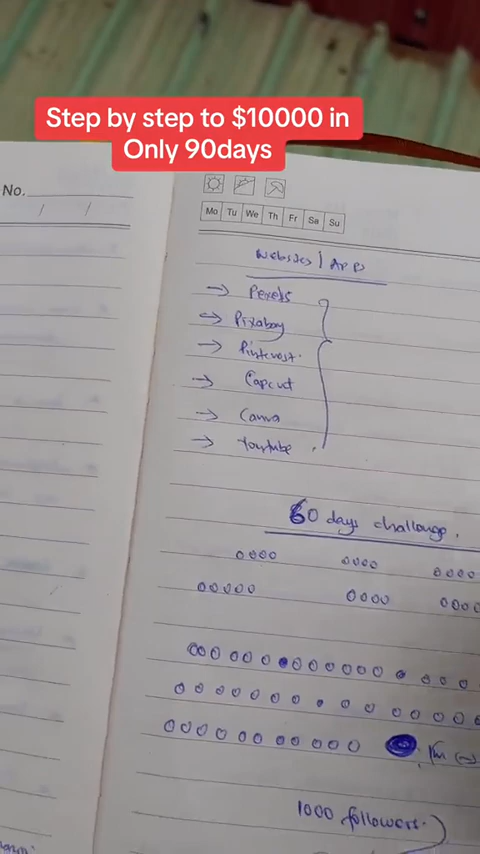 Step by step to $10000 in
Only 90days
No.
/ /
Mo Tu We Th Fr Sa Su
Websites | APPs
→ Pexels
→ Pixabay
→ Pinterest.
→ Capcut
→ Canva
→ Youtube
60 days challenge.
1000 followers